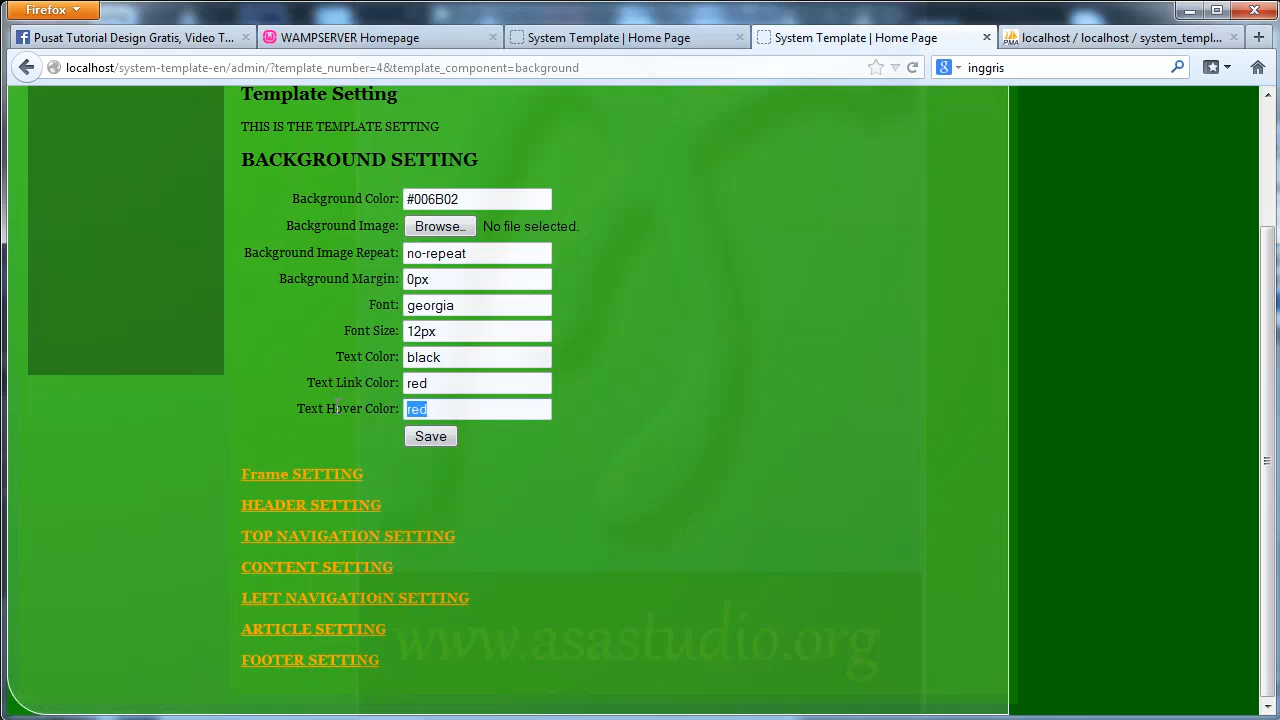 Firefox
Pusat Tutorial Design Gratis, Video T...
WAMPSERVER Homepage
System Template | Home Page
System Template | Home Page
localhost / localhost / system_templ...
localhost/system-template-en/admin/?template_number=4&template_component=background
inggris
Template Setting
THIS IS THE TEMPLATE SETTING
BACKGROUND SETTING
Background Color: #006B02
Background Image: Browse... No file selected.
Background Image Repeat: no-repeat
Background Margin: 0px
Font: georgia
Font Size: 12px
Text Color: black
Text Link Color: red
Text Hover Color: red
Save
Frame SETTING
HEADER SETTING
TOP NAVIGATION SETTING
CONTENT SETTING
LEFT NAVIGATIOiN SETTING
ARTICLE SETTING
FOOTER SETTING
www.asastudio.org